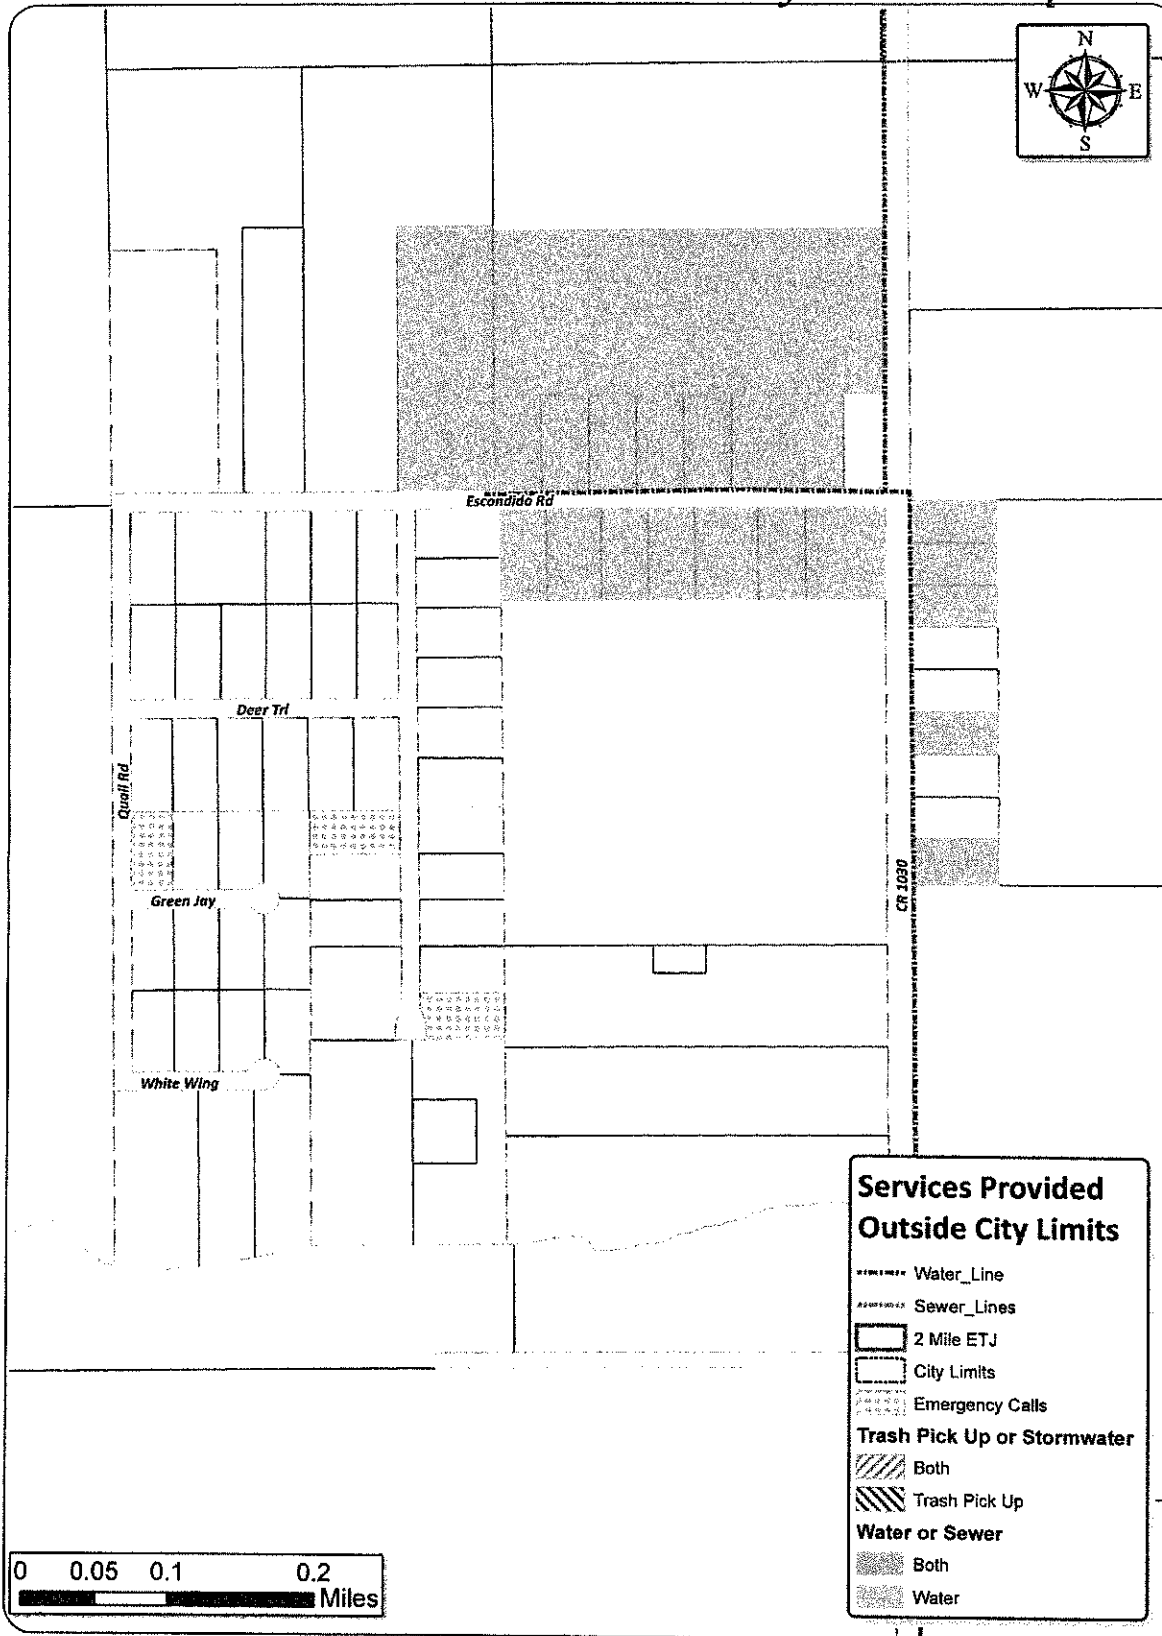 N
W E
S
Escondido Rd
Deer Trl
Quail Rd
Green Jay
CR 1030
White Wing
Services Provided
Outside City Limits
Water_Line
Sewer_Lines
2 Mile ETJ
City Limits
Emergency Calls
Trash Pick Up or Stormwater
Both
Trash Pick Up
Water or Sewer
Both
Water
0 0.05 0.1 0.2
Miles